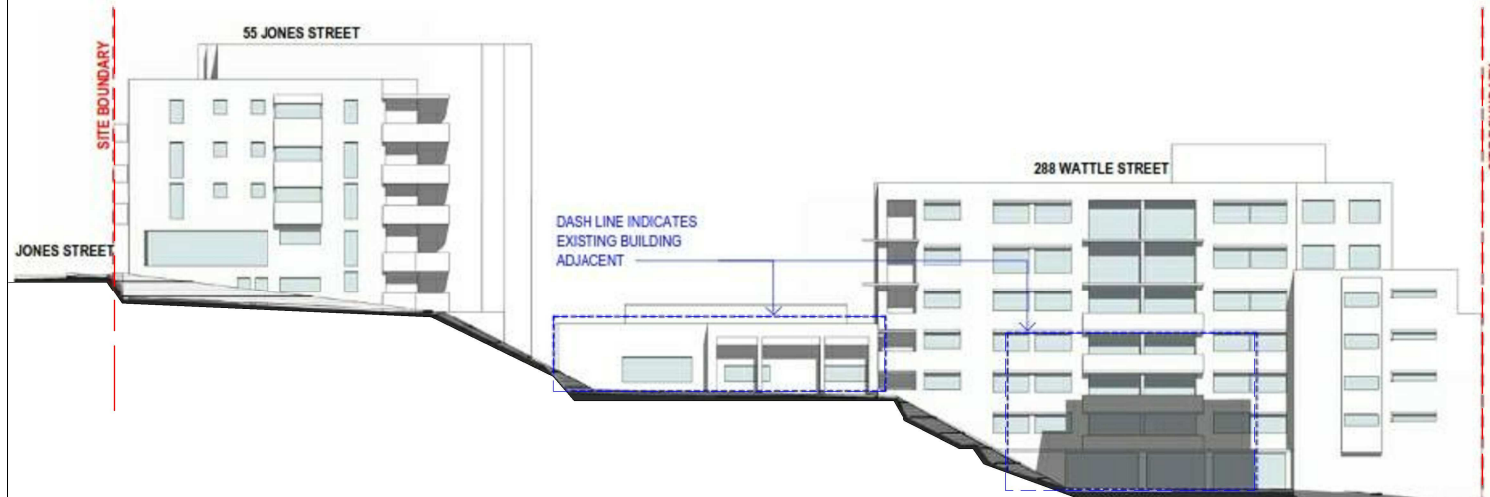 55 JONES STREET
SITE BOUNDARY
JONES STREET
DASH LINE INDICATES
EXISTING BUILDING
ADJACENT
288 WATTLE STREET